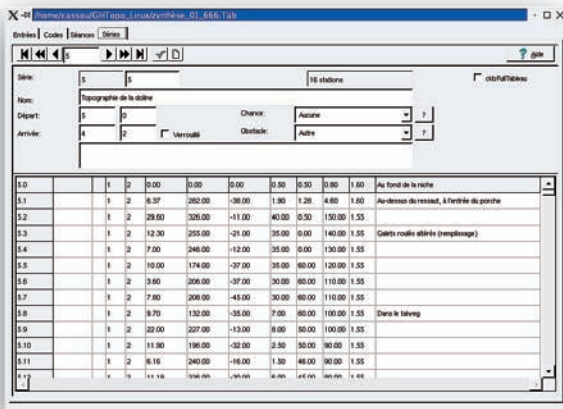 /home/cassou/GHTopo_Linux/zynthèse_01_666.Tab
Entrées Codes Séances Séries
5 Aide
Série: 5 5 16 stations ckbFullTableau
Nom: Topographie de la doline
Départ: 5 0 Chance: Aucune ?
Arrivée: 4 2 Verrouillé Obstacle: Autre ?
5.0 1 2 0.00 0.00 0.00 0.50 0.50 0.80 1.60 Au fond de la niche
5.1 1 2 6.37 262.00 -38.00 1.90 1.28 4.60 1.60 Au-dessus du ressaut, à l'entrée du porche
5.2 1 2 29.60 326.00 -11.00 40.00 0.50 150.00 1.55
5.3 1 2 12.30 255.00 -21.00 35.00 0.00 140.00 1.55 Galets roulés altérés (remplissage)
5.4 1 2 7.00 246.00 -12.00 35.00 0.00 130.00 1.55
5.5 1 2 10.00 174.00 -37.00 35.00 60.00 120.00 1.55
5.6 1 2 3.60 206.00 -37.00 30.00 60.00 110.00 1.55
5.7 1 2 7.80 208.00 -45.00 30.00 60.00 110.00 1.55
5.8 1 2 9.70 132.00 -35.00 7.00 60.00 100.00 1.55 Dans le talweg
5.9 1 2 22.00 227.00 -13.00 8.00 50.00 100.00 1.55
5.10 1 2 11.90 196.00 -32.00 2.50 50.00 90.00 1.55
5.11 1 2 6.16 240.00 -16.00 1.50 46.00 90.00 1.55